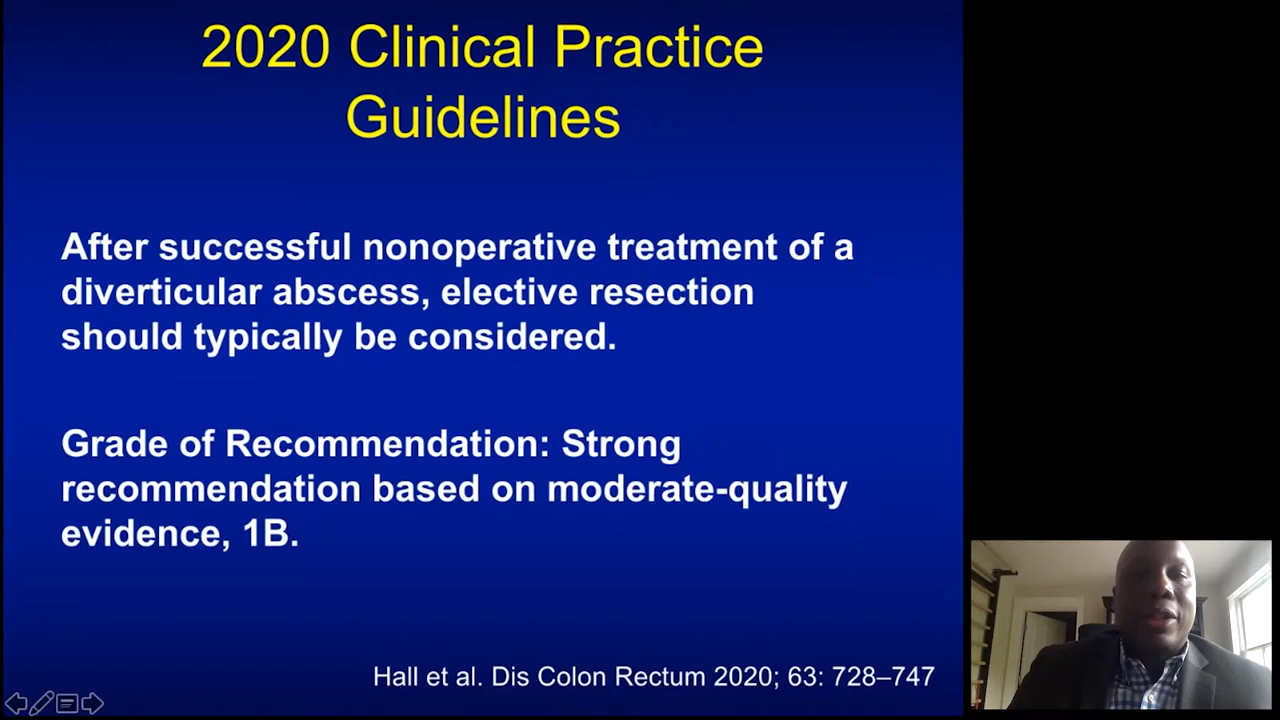 2020 Clinical Practice
Guidelines
After successful nonoperative treatment of a
diverticular abscess, elective resection
should typically be considered.
Grade of Recommendation: Strong
recommendation based on moderate-quality
evidence, 1B.
Hall et al. Dis Colon Rectum 2020; 63: 728–747